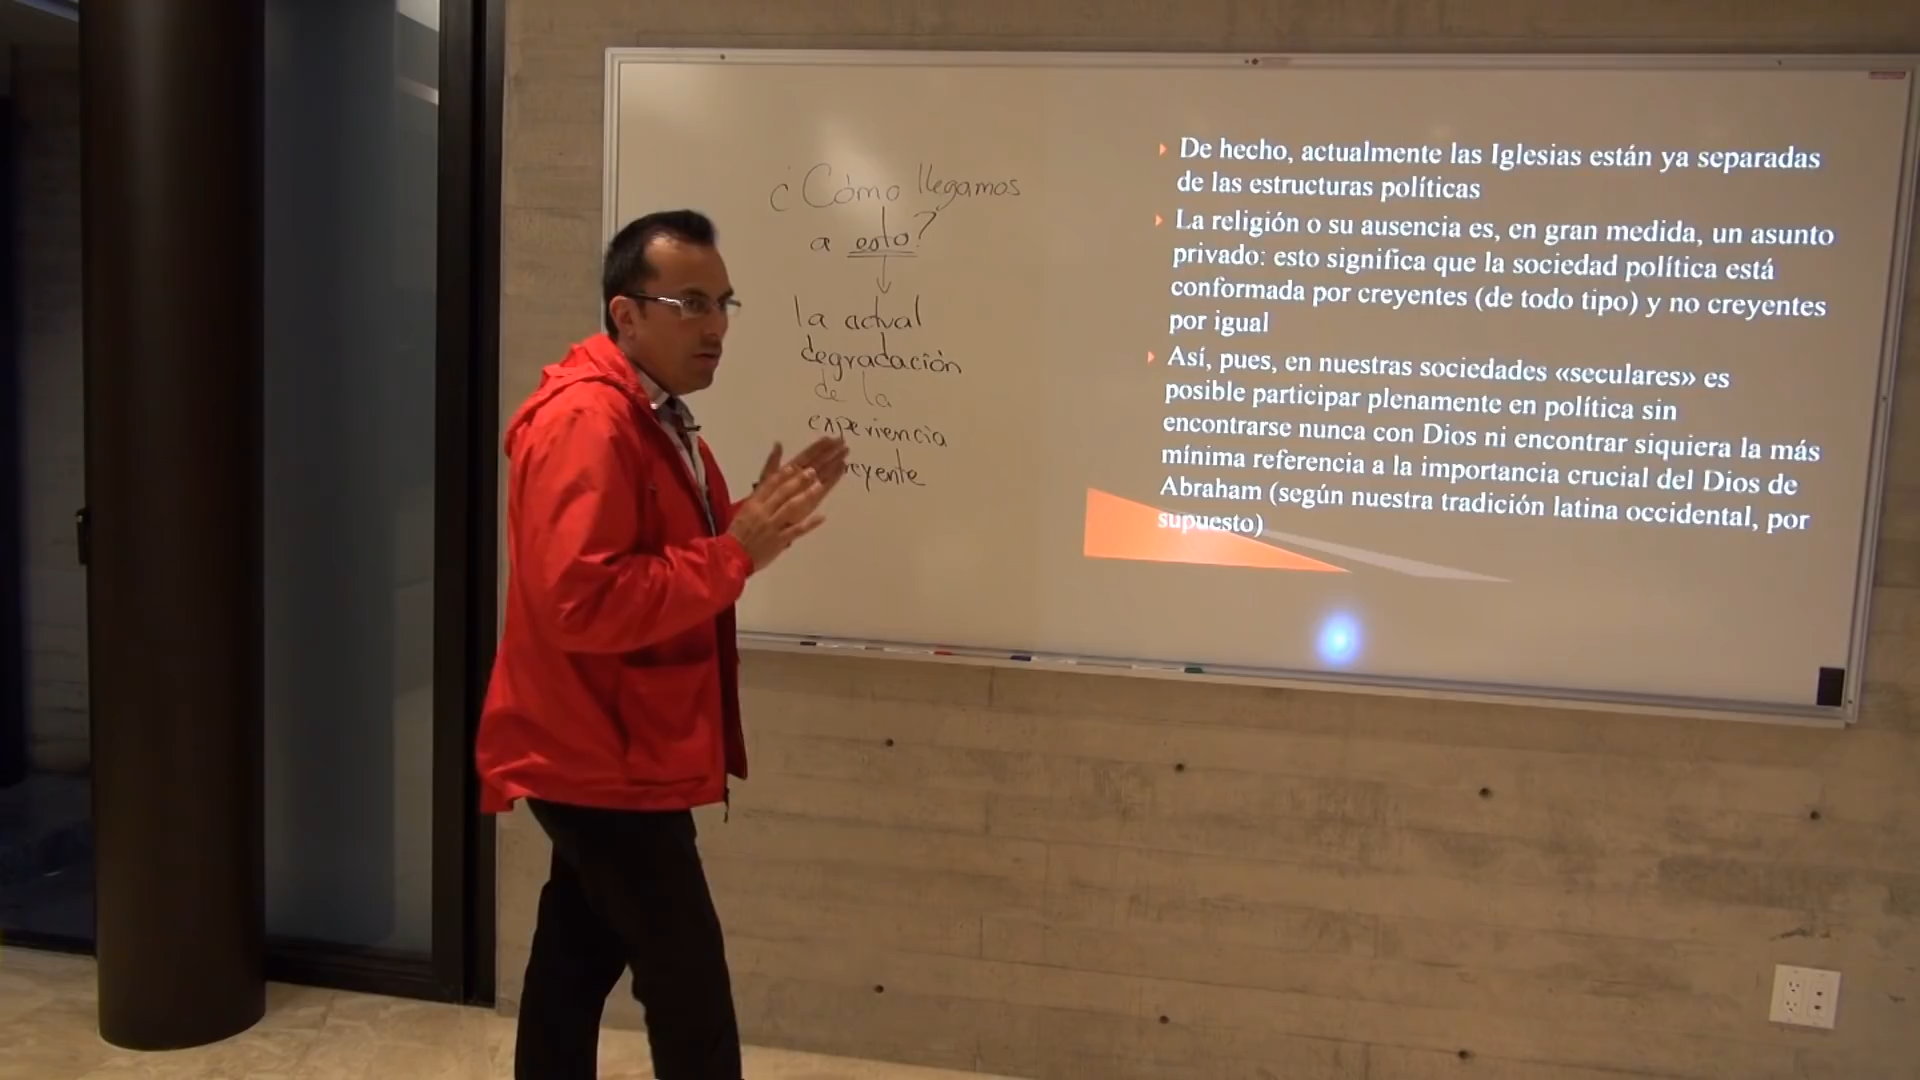 ¿Cómo llegamos
a esto?
la actual
degradación
de la
experiencia
creyente
De hecho, actualmente las Iglesias están ya separadas
de las estructuras políticas
La religión o su ausencia es, en gran medida, un asunto
privado: esto significa que la sociedad política está
conformada por creyentes (de todo tipo) y no creyentes
por igual
Así, pues, en nuestras sociedades «seculares» es
posible participar plenamente en política sin
encontrarse nunca con Dios ni encontrar siquiera la más
mínima referencia a la importancia crucial del Dios de
Abraham (según nuestra tradición latina occidental, por
supuesto)